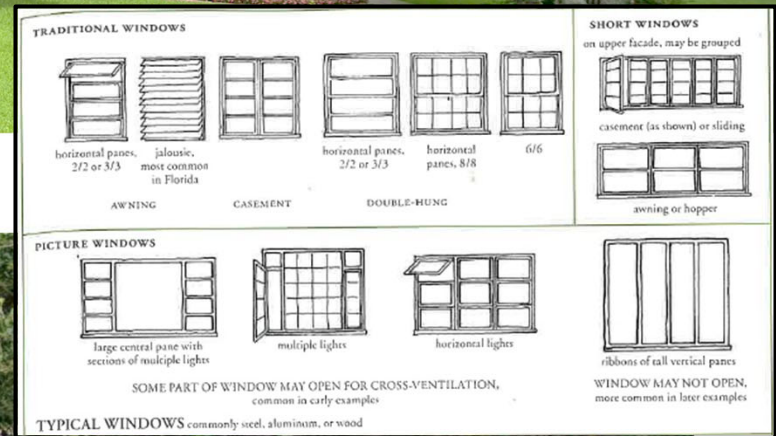 TRADITIONAL WINDOWS
horizontal panes,
2/2 or 3/3
jalousie,
most common
in Florida
AWNING
CASEMENT
horizontal panes,
2/2 or 3/3
horizontal
panes, 8/8
6/6
DOUBLE-HUNG
SHORT WINDOWS
on upper facade, may be grouped
casement (as shown) or sliding
awning or hopper
PICTURE WINDOWS
large central pane with
sections of multiple lights
multiple lights
horizontal lights
SOME PART OF WINDOW MAY OPEN FOR CROSS-VENTILATION,
common in early examples
ribbons of tall vertical panes
WINDOW MAY NOT OPEN,
more common in later examples
TYPICAL WINDOWS commonly steel, aluminum, or wood